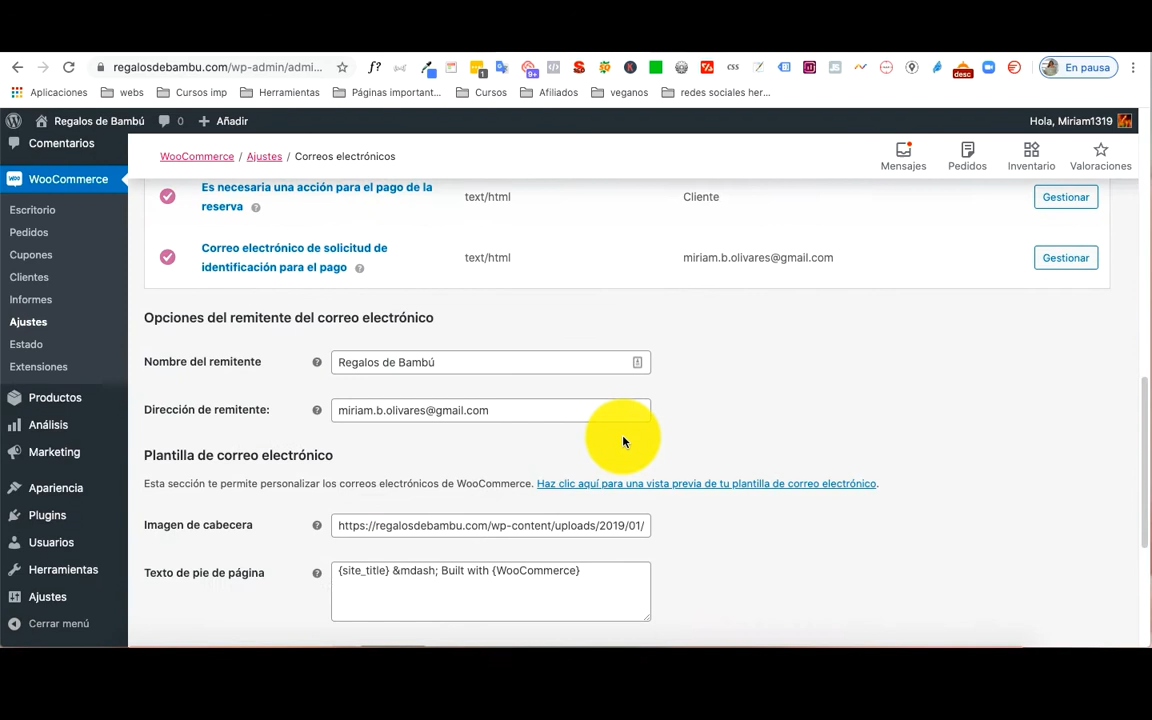 regalosdebambu.com/wp-admin/admi...
f?
1
9+
CSS
desc
En pausa
Aplicaciones
webs
Cursos imp
Herramientas
Páginas important...
Cursos
Afiliados
veganos
redes sociales her...
Regalos de Bambú
0
Añadir
Hola, Miriam1319
Comentarios
WooCommerce
Escritorio
Pedidos
Cupones
Clientes
Informes
Ajustes
Estado
Extensiones
Productos
Análisis
Marketing
Apariencia
Plugins
Usuarios
Herramientas
Ajustes
Cerrar menú
WooCommerce / Ajustes / Correos electrónicos
Mensajes
Pedidos
Inventario
Valoraciones
Es necesaria una acción para el pago de la
reserva
text/html
Cliente
Gestionar
Correo electrónico de solicitud de
identificación para el pago
text/html
miriam.b.olivares@gmail.com
Gestionar
Opciones del remitente del correo electrónico
Nombre del remitente
Regalos de Bambú
Dirección de remitente:
miriam.b.olivares@gmail.com
Plantilla de correo electrónico
Esta sección te permite personalizar los correos electrónicos de WooCommerce. Haz clic aquí para una vista previa de tu plantilla de correo electrónico.
Imagen de cabecera
https://regalosdebambu.com/wp-content/uploads/2019/01/
Texto de pie de página
{site_title} &mdash; Built with {WooCommerce}